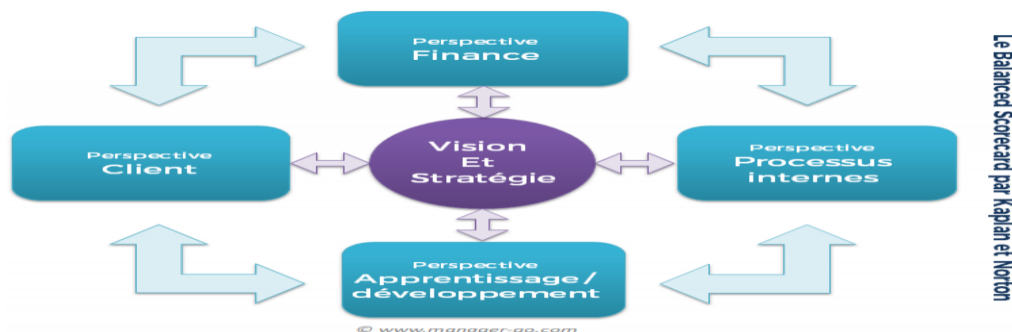 Perspective
Finance
Perspective
Client
Vision
Et
Stratégie
Perspective
Processus
internes
Perspective
Apprentissage/
développement
Le Balanced Scorecard par Kaplan et Norton
© www.manager-go.com